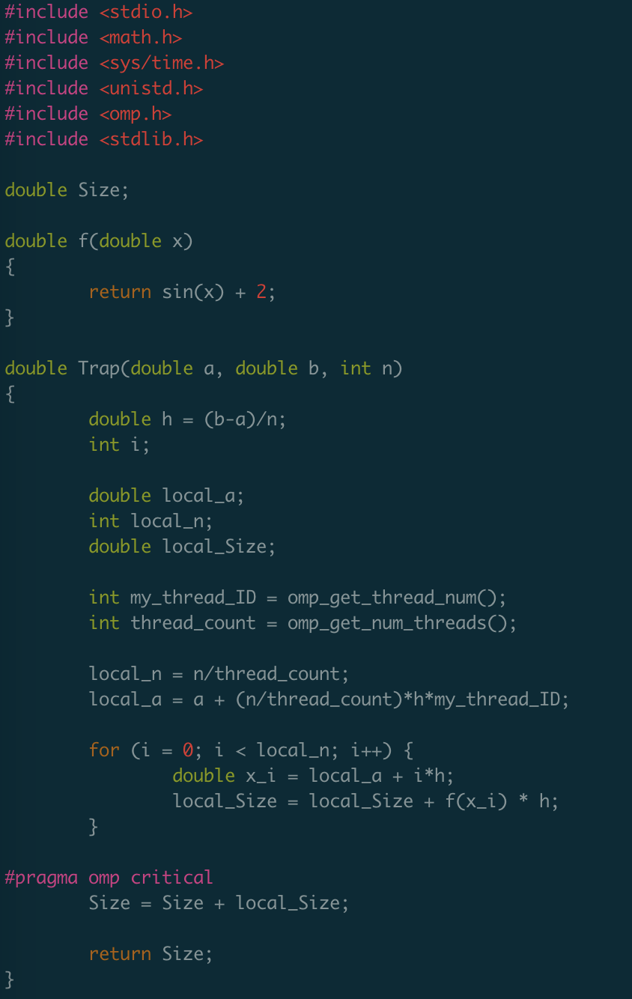 #include <stdio.h>
#include <math.h>
#include <sys/time.h>
#include <unistd.h>
#include <omp.h>
#include <stdlib.h>
double Size;
double f(double x)
{
        return sin(x) + 2;
}
double Trap(double a, double b, int n)
{
        double h = (b-a)/n;
        int i;
        double local_a;
        int local_n;
        double local_Size;
        int my_thread_ID = omp_get_thread_num();
        int thread_count = omp_get_num_threads();
        local_n = n/thread_count;
        local_a = a + (n/thread_count)*h*my_thread_ID;
        for (i = 0; i < local_n; i++) {
                double x_i = local_a + i*h;
                local_Size = local_Size + f(x_i) * h;
        }
#pragma omp critical
        Size = Size + local_Size;
        return Size;
}